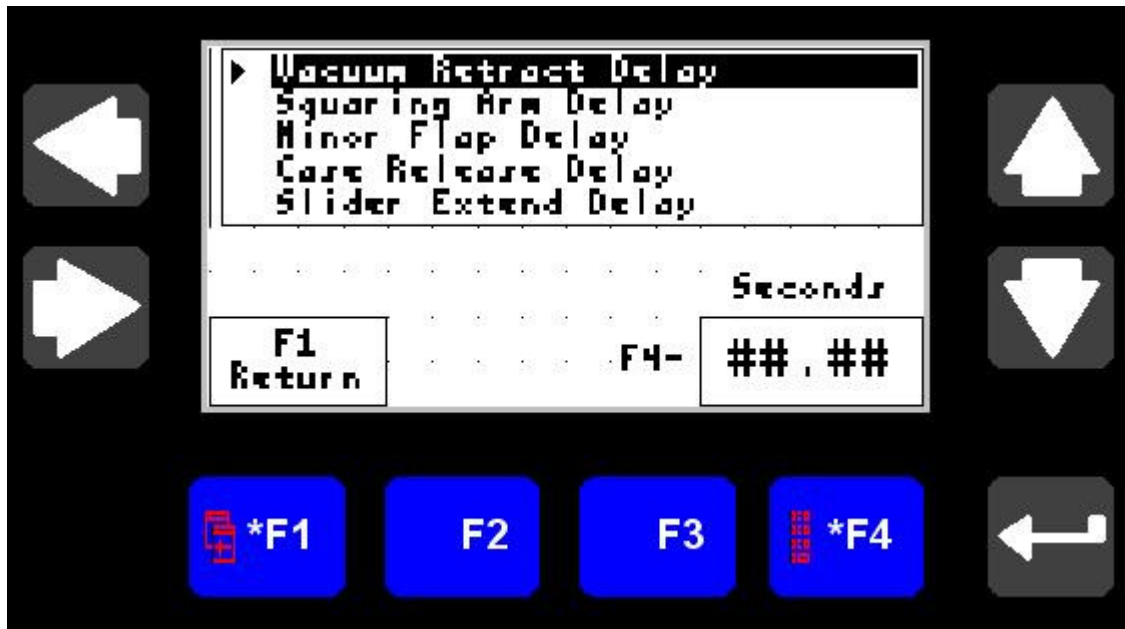 Vacuum Retract Delay
Squaring Arm Delay
Minor Flap Delay
Case Release Delay
Slider Extend Delay
Seconds
F1
Return
F4-
##.##
*F1
F2
F3
*F4